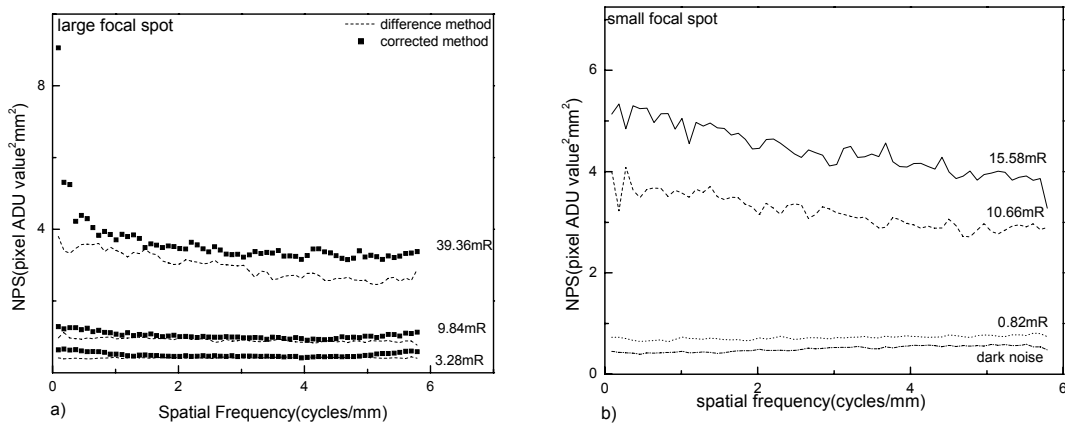 large focal spot
difference method
corrected method
8
4
39.36mR
9.84mR
3.28mR
0
2
4
6
NPS(pixel ADU value²mm²)
Spatial Frequency(cycles/mm)
a)
small focal spot
6
4
2
0
15.58mR
10.66mR
0.82mR
dark noise
0
2
4
6
NPS(pixel ADU value²mm²)
spatial frequency(cycles/mm)
b)